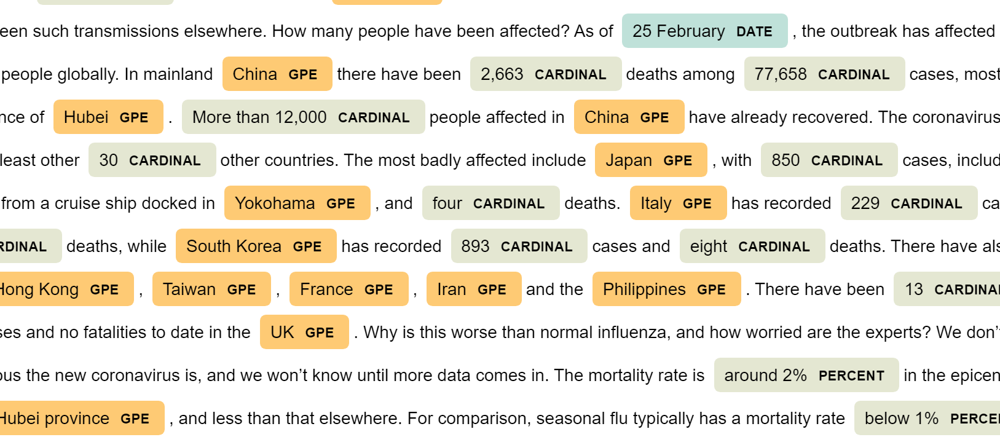 een such transmissions elsewhere. How many people have been affected? As of 25 February DATE , the outbreak has affected
people globally. In mainland China GPE there have been 2,663 CARDINAL deaths among 77,658 CARDINAL cases, most
nce of Hubei GPE . More than 12,000 CARDINAL people affected in China GPE have already recovered. The coronavirus
least other 30 CARDINAL other countries. The most badly affected include Japan GPE , with 850 CARDINAL cases, includ
from a cruise ship docked in Yokohama GPE , and four CARDINAL deaths. Italy GPE has recorded 229 CARDINAL ca
RDINAL deaths, while South Korea GPE has recorded 893 CARDINAL cases and eight CARDINAL deaths. There have als
Hong Kong GPE , Taiwan GPE , France GPE , Iran GPE and the Philippines GPE . There have been 13 CARDINAL
ses and no fatalities to date in the UK GPE . Why is this worse than normal influenza, and how worried are the experts? We don’t
ous the new coronavirus is, and we won’t know until more data comes in. The mortality rate is around 2% PERCENT in the epicen
Hubei province GPE , and less than that elsewhere. For comparison, seasonal flu typically has a mortality rate below 1% PERCE